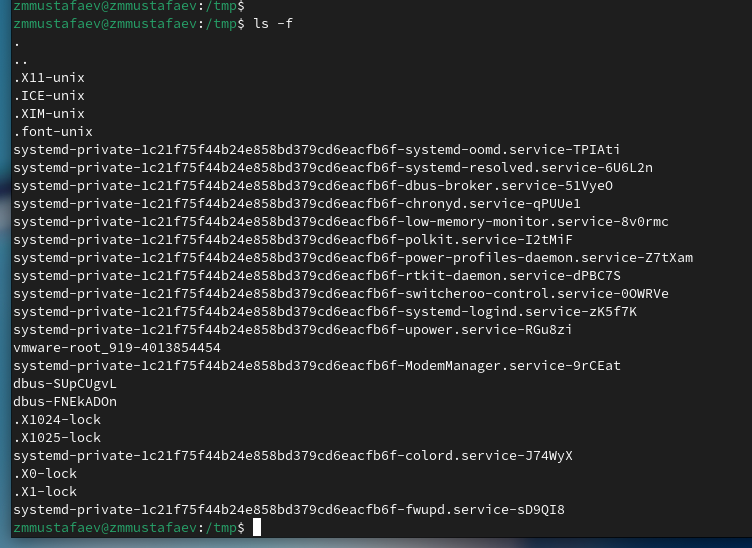 zmmustafaev@zmmustafaev:/tmp$
zmmustafaev@zmmustafaev:/tmp$ ls -f
.
..
.X11-unix
.ICE-unix
.XIM-unix
.font-unix
systemd-private-1c21f75f44b24e858bd379cd6eacfb6f-systemd-oomd.service-TPIAti
systemd-private-1c21f75f44b24e858bd379cd6eacfb6f-systemd-resolved.service-6U6L2n
systemd-private-1c21f75f44b24e858bd379cd6eacfb6f-dbus-broker.service-51VyeO
systemd-private-1c21f75f44b24e858bd379cd6eacfb6f-chronyd.service-qPUUe1
systemd-private-1c21f75f44b24e858bd379cd6eacfb6f-low-memory-monitor.service-8v0rmc
systemd-private-1c21f75f44b24e858bd379cd6eacfb6f-polkit.service-I2tMiF
systemd-private-1c21f75f44b24e858bd379cd6eacfb6f-power-profiles-daemon.service-Z7tXam
systemd-private-1c21f75f44b24e858bd379cd6eacfb6f-rtkit-daemon.service-dPBC7S
systemd-private-1c21f75f44b24e858bd379cd6eacfb6f-switcheroo-control.service-0OWRVe
systemd-private-1c21f75f44b24e858bd379cd6eacfb6f-systemd-logind.service-zK5f7K
systemd-private-1c21f75f44b24e858bd379cd6eacfb6f-upower.service-RGu8zi
vmware-root_919-4013854454
systemd-private-1c21f75f44b24e858bd379cd6eacfb6f-ModemManager.service-9rCEat
dbus-SUpCUgvL
dbus-FNEkADOn
.X1024-lock
.X1025-lock
systemd-private-1c21f75f44b24e858bd379cd6eacfb6f-colord.service-J74WyX
.X0-lock
.X1-lock
systemd-private-1c21f75f44b24e858bd379cd6eacfb6f-fwupd.service-sD9QI8
zmmustafaev@zmmustafaev:/tmp$